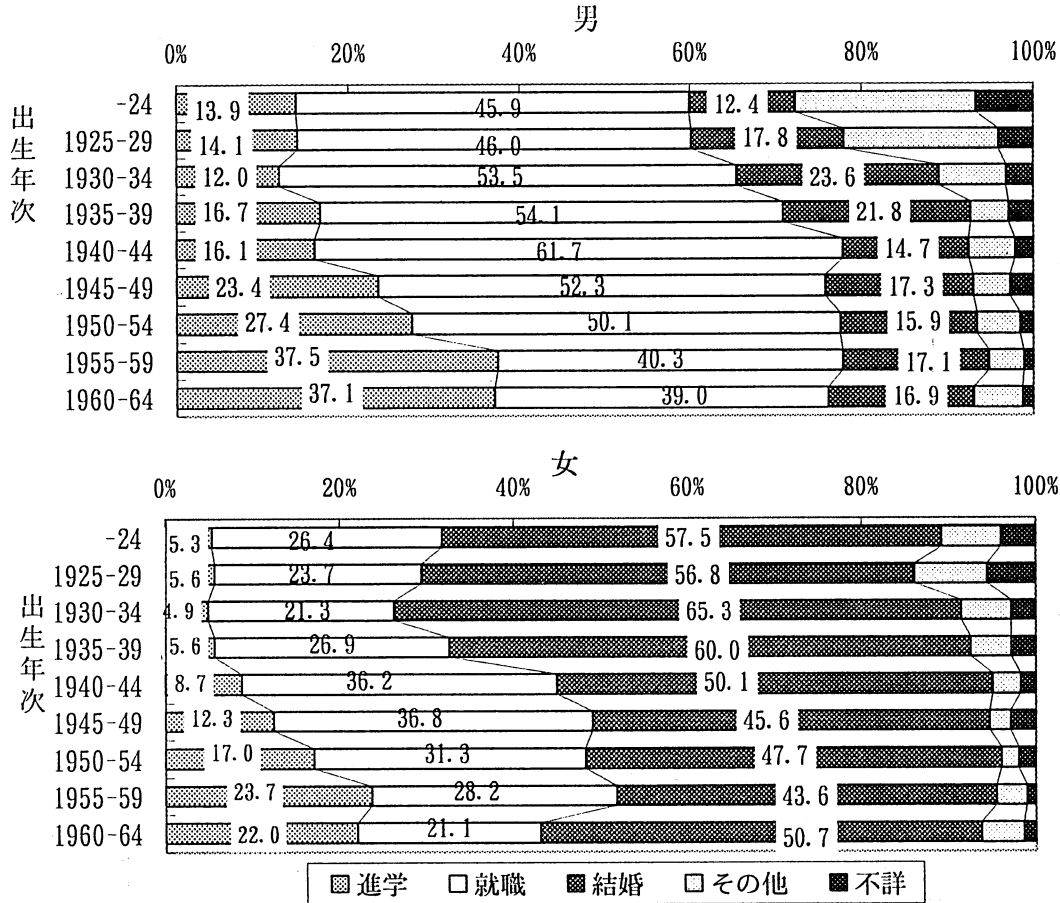 男
0% 20% 40% 60% 80% 100%
出生年次
-24 13.9 45.9 12.4
1925-29 14.1 46.0 17.8
1930-34 12.0 53.5 23.6
1935-39 16.7 54.1 21.8
1940-44 16.1 61.7 14.7
1945-49 23.4 52.3 17.3
1950-54 27.4 50.1 15.9
1955-59 37.5 40.3 17.1
1960-64 37.1 39.0 16.9
女
0% 20% 40% 60% 80% 100%
出生年次
-24 5.3 26.4 57.5
1925-29 5.6 23.7 56.8
1930-34 4.9 21.3 65.3
1935-39 5.6 26.9 60.0
1940-44 8.7 36.2 50.1
1945-49 12.3 36.8 45.6
1950-54 17.0 31.3 47.7
1955-59 23.7 28.2 43.6
1960-64 22.0 21.1 50.7
進学 就職 結婚 その他 不詳